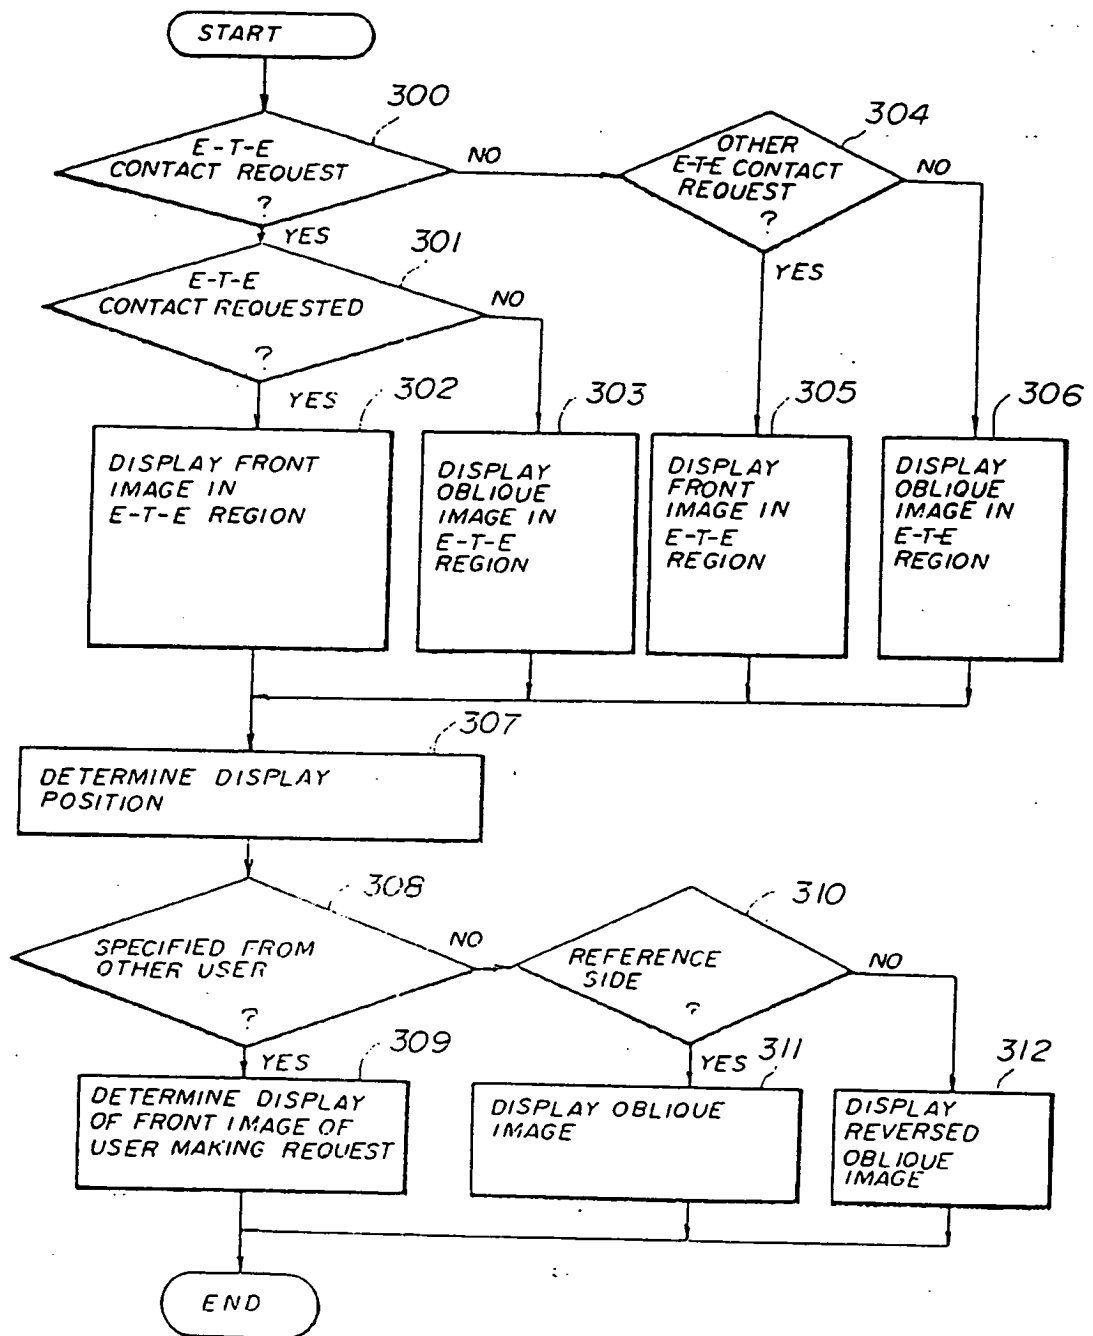 START
300
E-T-E
CONTACT REQUEST
?
NO
YES
304
OTHER
E-T-E CONTACT
REQUEST
?
NO
YES
301
E-T-E
CONTACT REQUESTED
?
NO
YES
302
DISPLAY FRONT
IMAGE IN
E-T-E REGION
303
DISPLAY
OBLIQUE
IMAGE IN
E-T-E
REGION
305
DISPLAY
FRONT
IMAGE IN
E-T-E
REGION
306
DISPLAY
OBLIQUE
IMAGE IN
E-T-E
REGION
307
DETERMINE DISPLAY
POSITION
308
SPECIFIED FROM
OTHER USER
?
NO
YES
310
REFERENCE
SIDE
?
NO
YES
309
DETERMINE DISPLAY
OF FRONT IMAGE OF
USER MAKING REQUEST
311
DISPLAY OBLIQUE
IMAGE
312
DISPLAY
REVERSED
OBLIQUE
IMAGE
END